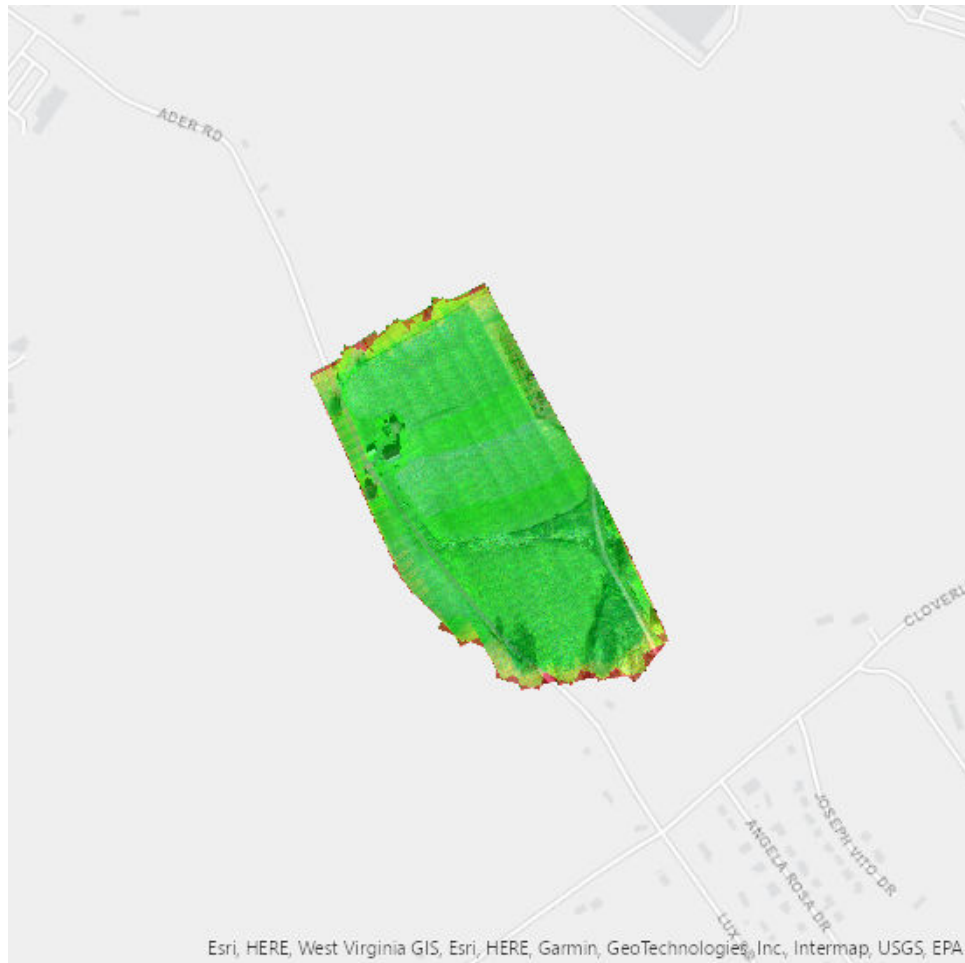 ADER RD
CLOVERL
JOSEPH VITO DR
ANGELA ROSA DR
Esri, HERE, West Virginia GIS, Esri, HERE, Garmin, GeoTechnologies, Inc., Intermap, USGS, EPA